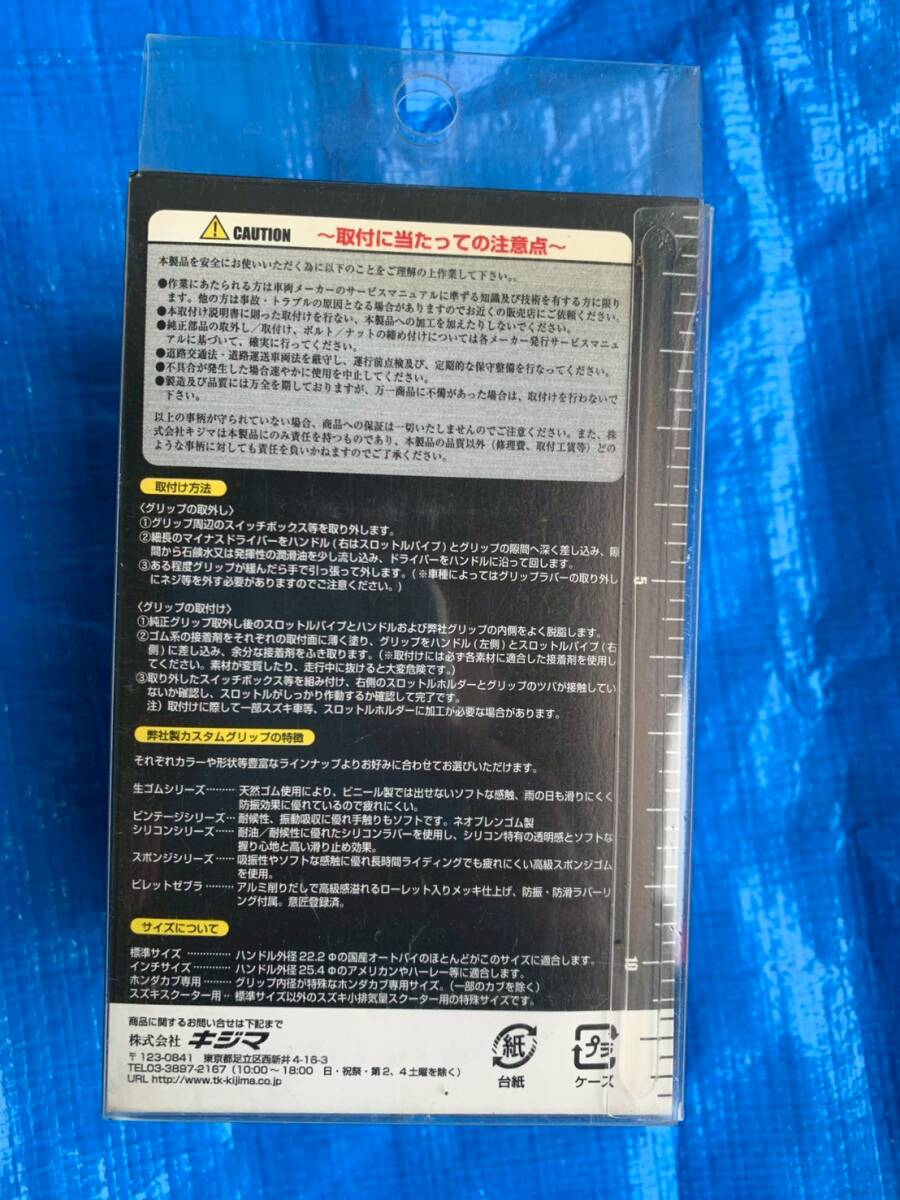 CAUTION ～取付に当たっての注意点～
本製品を安全にお使いいただく為に以下のことをご理解の上作業して下さい。
●作業にあたられる方は車両メーカーのサービスマニュアルに準ずる知識及び技術を有する方に限り
ます。他の方は事故・トラブルの原因となる場合がありますのでお近くの販売店にご依頼ください。
●本取付け説明書に則った取付けを行ない、本製品への加工を加えたりしないでください。
●純正部品の取外し／取付け、ボルト／ナットの締め付けについては各メーカー発行サービスマニュ
アルに基づいて、確実に行ってください。
●道路交通法・道路運送車両法を厳守し、運行前点検及び、定期的な保守整備を行なってください。
●不具合が発生した場合速やかに使用を中止してください。
●製造及び品質には万全を期しておりますが、万一商品に不備があった場合は、取付けを行わないで
下さい。
以上の事柄が守られていない場合、商品への保証は一切いたしませんのでご注意ください。また、株
式会社キジマは本製品にのみ責任を持つものであり、本製品の品質以外（修理費、取付工賃等）どの
ような事柄に対しても責任を負いかねますのでご了承ください。
取付け方法
〈グリップの取外し〉
①グリップ周辺のスイッチボックス等を取り外します。
②細長のマイナスドライバーをハンドル（右はスロットルパイプ）とグリップの隙間へ深く差し込み、隙
間から石鹸水又は発揮性の潤滑油を少し流し込み、ドライバーをハンドルに沿って回します。
③ある程度グリップが緩んだら手で引っ張って外します。（※車種によってはグリップラバーの取り外し
にネジ等を外す必要がありますのでご注意ください。）
〈グリップの取付け〉
①純正グリップ取外し後のスロットルパイプとハンドルおよび弊社グリップの内側をよく脱脂します。
②ゴム系の接着剤をそれぞれの取付面に薄く塗り、グリップをハンドル（左側）とスロットルパイプ（右
側）に差し込み、余分な接着剤をふき取ります。（※取付けには必ず各素材に適合した接着剤を使用し
てください。素材が変質したり、走行中に抜けると大変危険です。）
③取り外したスイッチボックス等を組み付け、右側のスロットルホルダーとグリップのツバが接触してい
ないか確認し、スロットルがしっかり作動するか確認して完了です。
注）取付けに際して一部スズキ車等、スロットルホルダーに加工が必要な場合があります。
弊社製カスタムグリップの特徴
それぞれカラーや形状等豊富なラインナップよりお好みに合わせてお選びいただけます。
生ゴムシリーズ………天然ゴム使用により、ビニール製では出せないソフトな感触、雨の日も滑りにくく
防振効果に優れているので疲れにくい。
ビンテージシリーズ…耐候性、振動吸収に優れ手触りもソフトです。ネオプレンゴム製
シリコンシリーズ……耐油／耐候性に優れたシリコンラバーを使用し、シリコン特有の透明感とソフトな
握り心地と高い滑り止め効果。
スポンジシリーズ……吸振性やソフトな感触に優れ長時間ライディングでも疲れにくい高級スポンジゴム
を使用。
ビレットゼブラ………アルミ削りだしで高級感溢れるローレット入りメッキ仕上げ、防振・防滑ラバーリ
ング付属。意匠登録済。
サイズについて
標準サイズ……………ハンドル外径22.2Φの国産オートバイのほとんどがこのサイズに適合します。
インチサイズ…………ハンドル外径25.4Φのアメリカンやハーレー等に適合します。
ホンダカブ専用………グリップ内径が特殊なホンダカブ専用サイズ。（一部のカブを除く）
スズキスクーター用‥標準サイズ以外のスズキ小排気量スクーター用の特殊サイズです。
5
10
商品に関するお問い合せは下記まで
株式会社 キジマ
〒123-0841 東京都足立区西新井4-16-3
TEL03-3897-2167（10:00～18:00 日・祝祭・第2、4土曜を除く）
URL http://www.tk-kijima.co.jp
紙 プラ
台紙 ケース